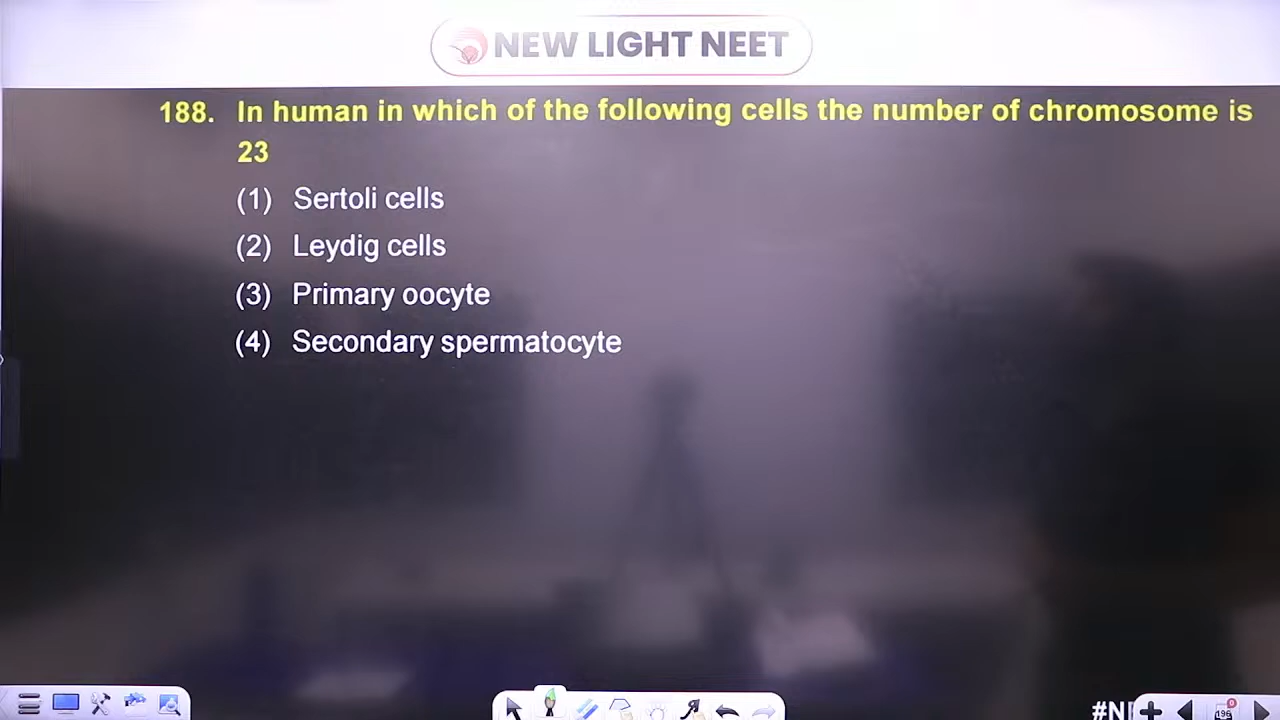 NEW LIGHT NEET
188. In human in which of the following cells the number of chromosome is
23
(1) Sertoli cells
(2) Leydig cells
(3) Primary oocyte
(4) Secondary spermatocyte
#N
496